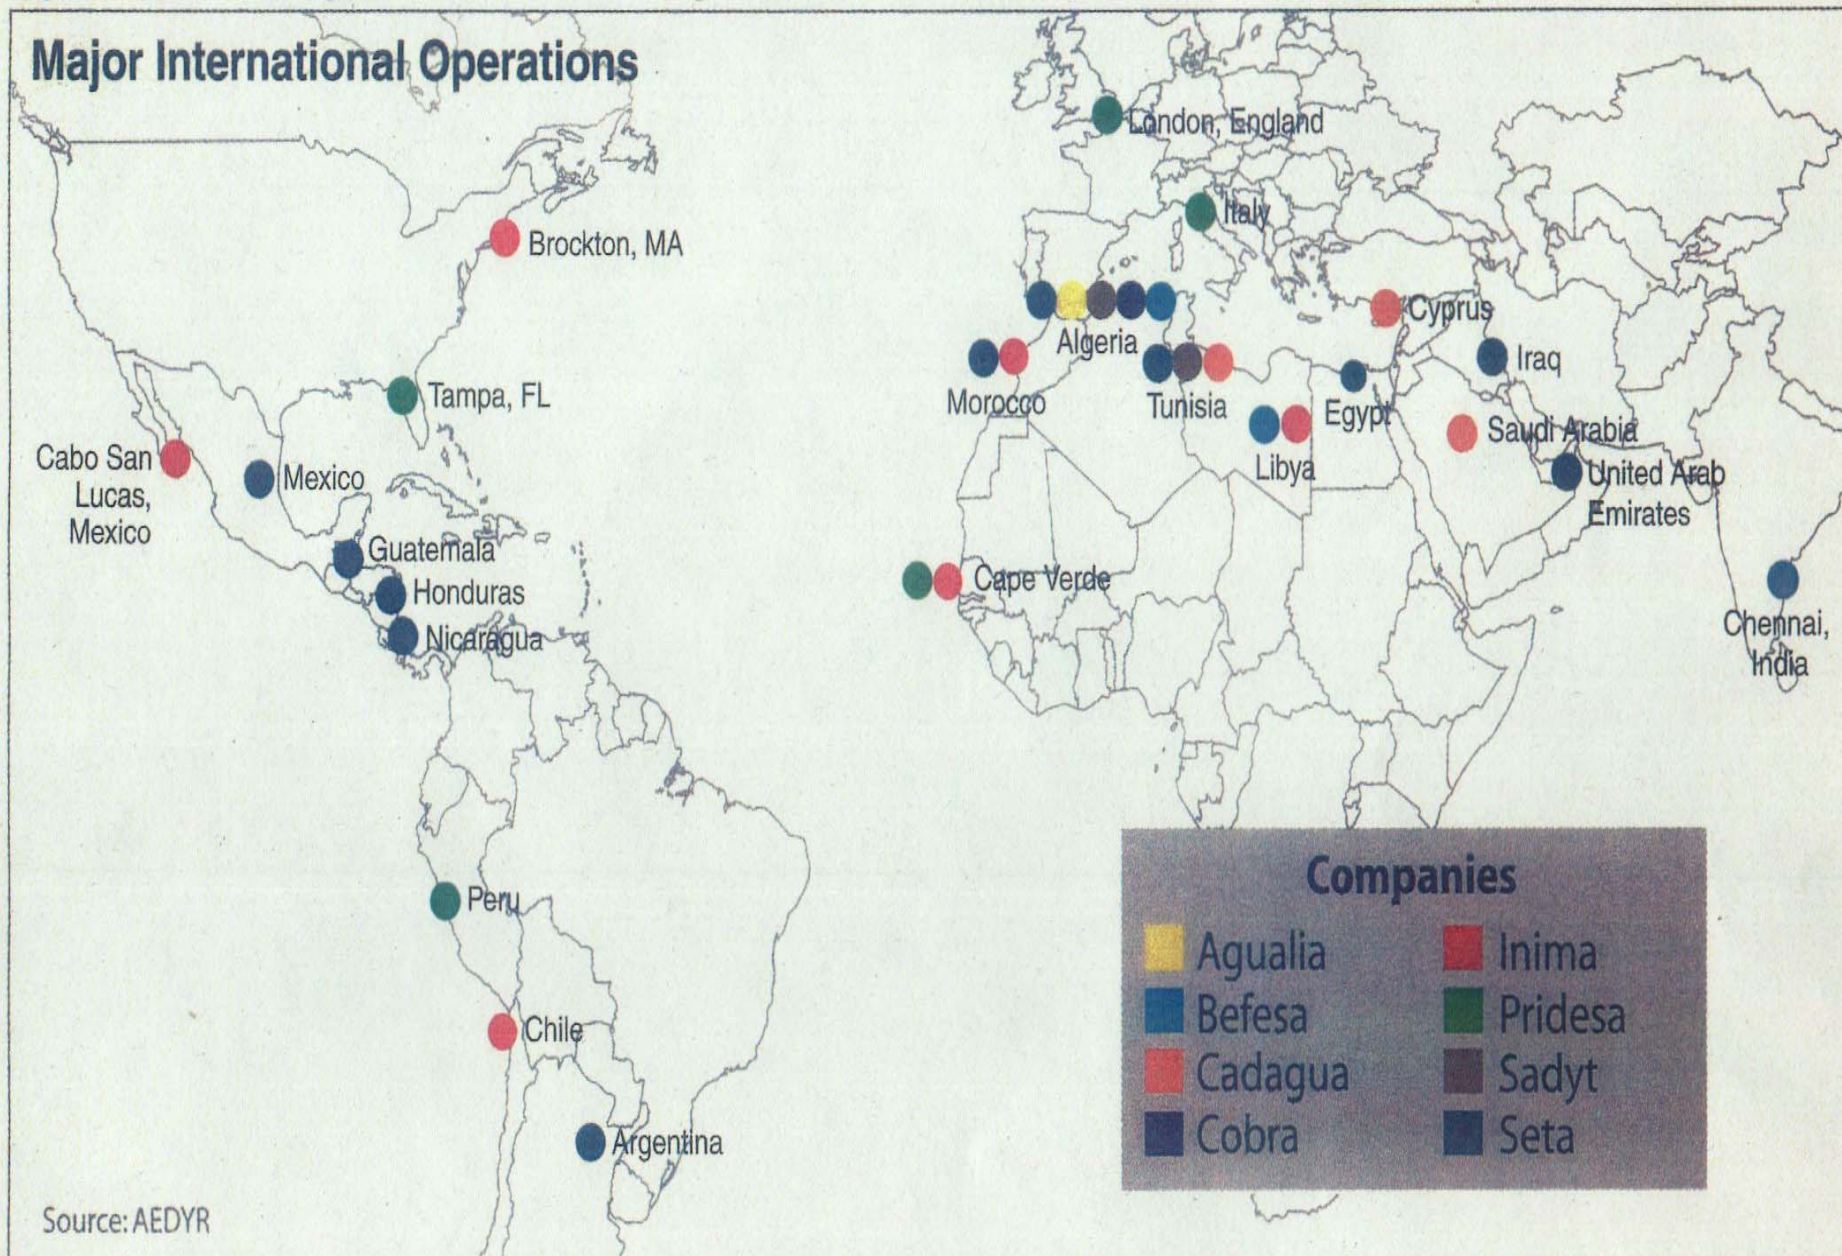 Major International Operations
London, England
Italy
Brockton, MA
Cyprus
Algeria
Iraq
Morocco
Tunisia
Egypt
Tampa, FL
Saudi Arabia
Libya
United Arab
Emirates
Cabo San
Lucas,
Mexico
Mexico
Guatemala
Honduras
Nicaragua
Cape Verde
Chennai,
India
Peru
Chile
Argentina
Companies
Agualia
Befesa
Cadagua
Cobra
Inima
Pridesa
Sadyt
Seta
Source: AEDYR